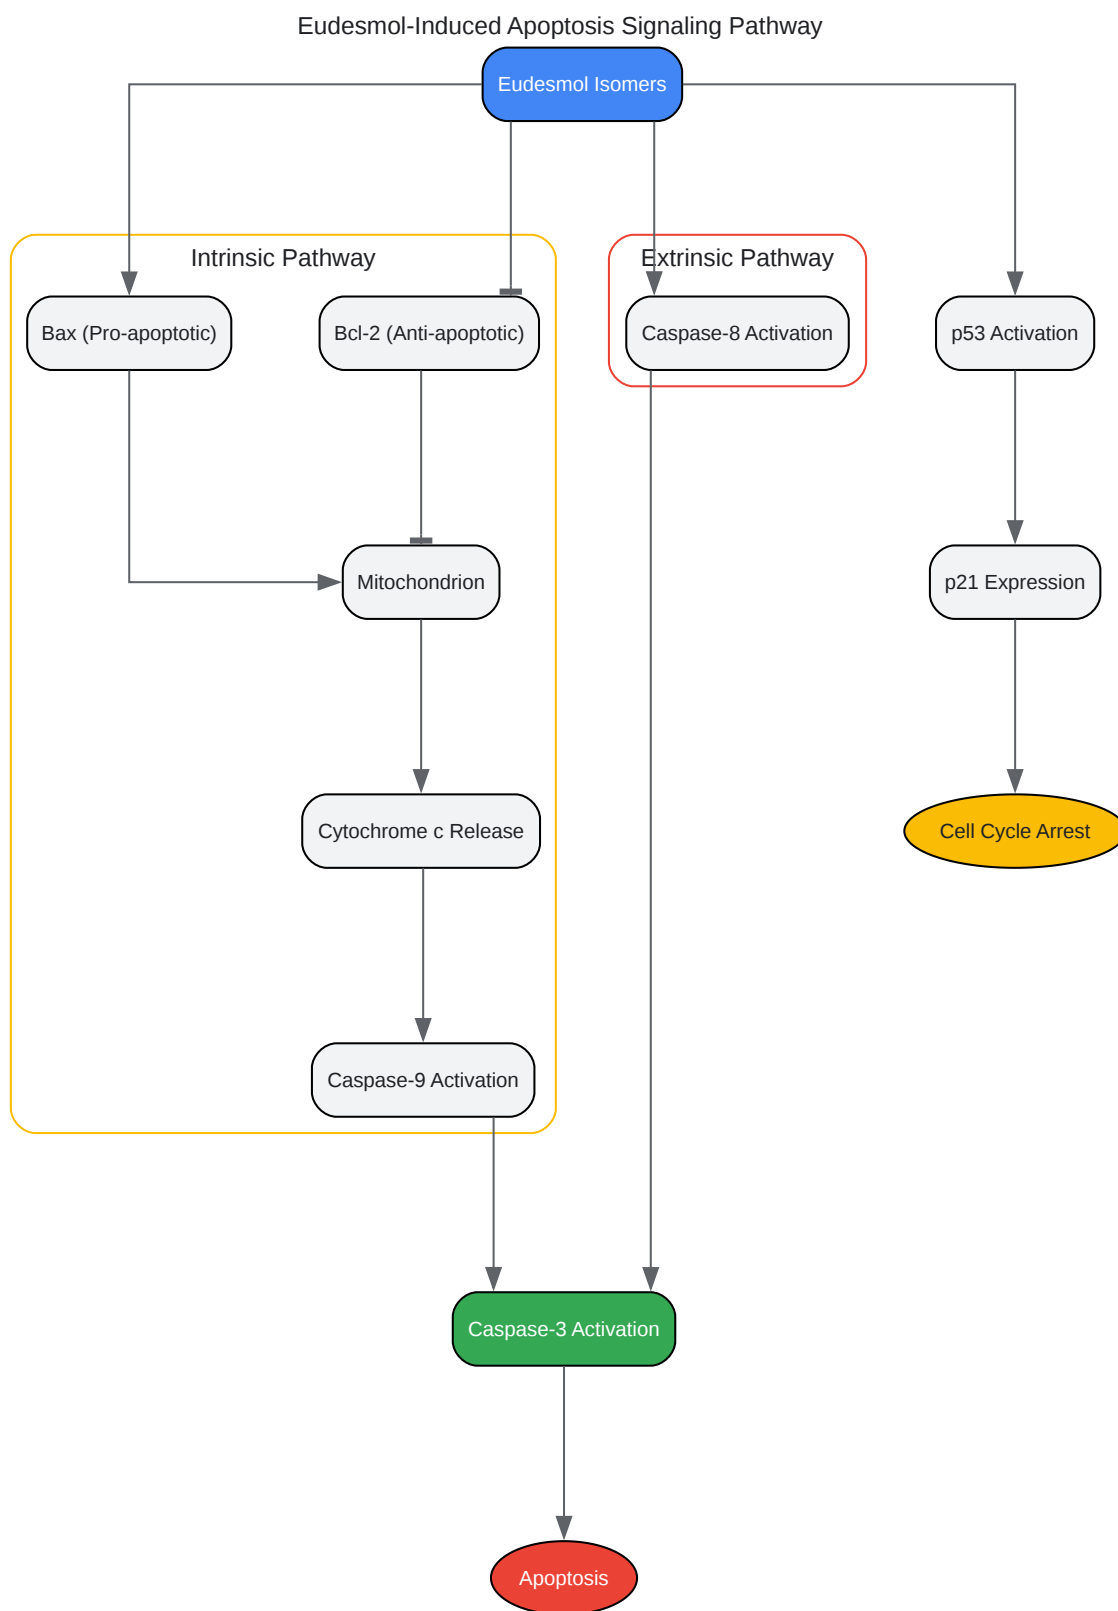 Eudesmol-Induced Apoptosis Signaling Pathway
Eudesmol Isomers
Intrinsic Pathway
Extrinsic Pathway
Bax (Pro-apoptotic)
Bcl-2 (Anti-apoptotic)
Caspase-8 Activation
p53 Activation
Mitochondrion
p21 Expression
Cytochrome c Release
Cell Cycle Arrest
Caspase-9 Activation
Caspase-3 Activation
Apoptosis